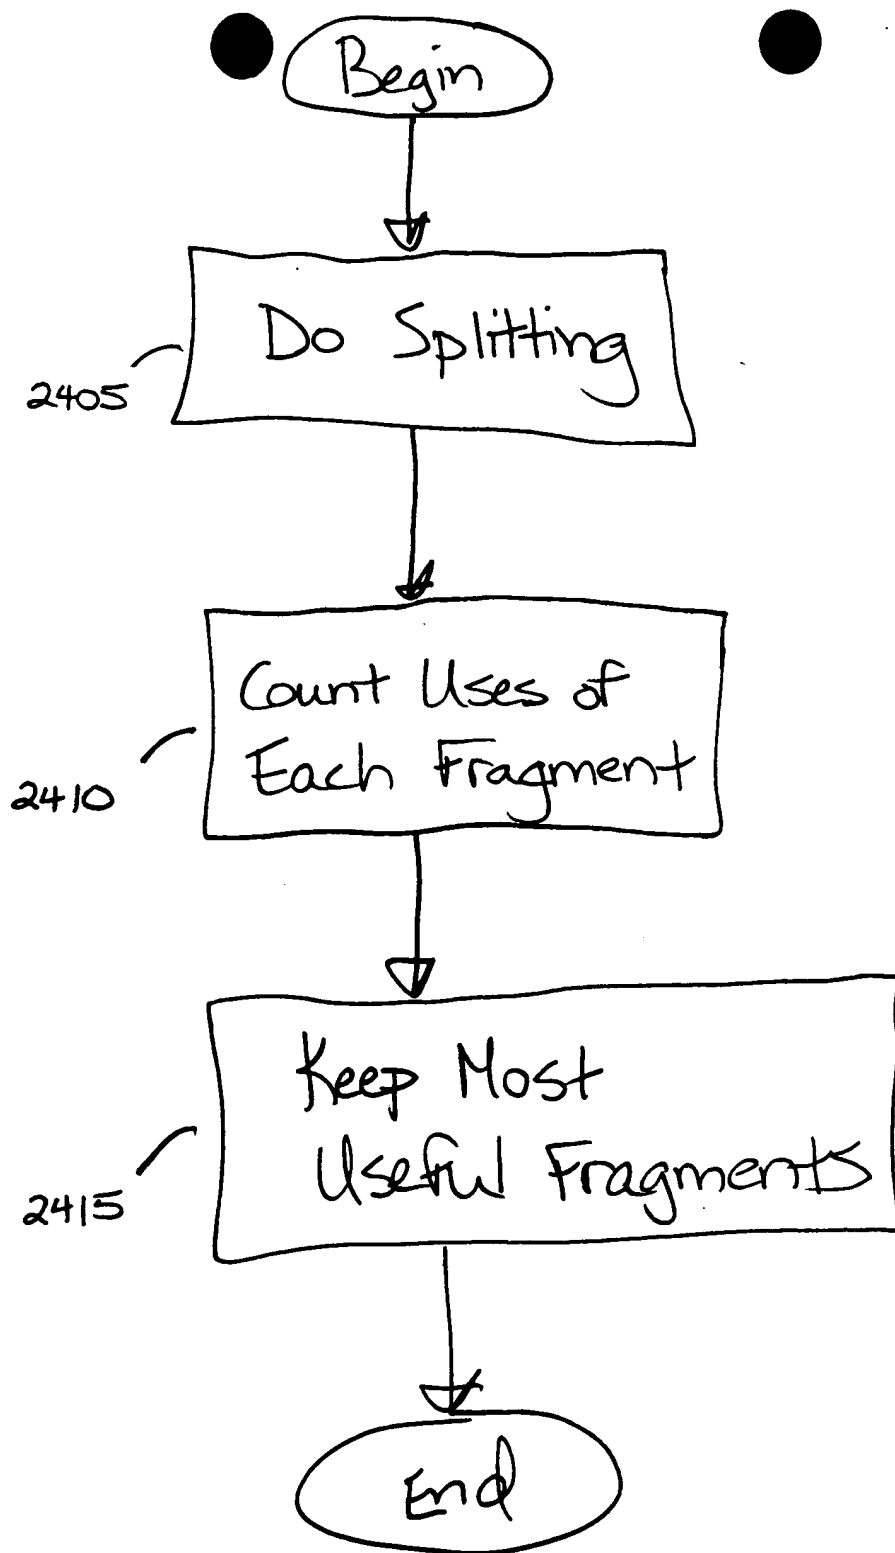 Begin
Do Splitting
2405
Count Uses of
Each Fragment
2410
Keep Most
Useful Fragments
2415
End